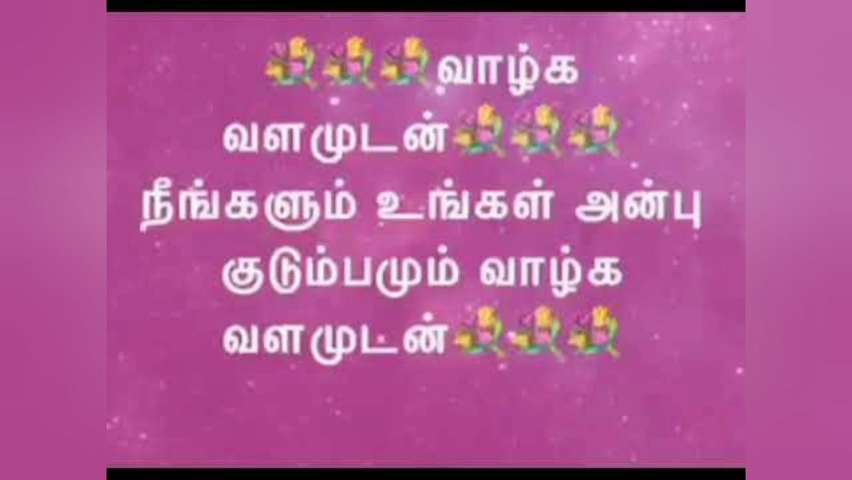 💐💐💐வாழ்க
வளமுடன்💐💐💐
நீங்களும் உங்கள் அன்பு
குடும்பமும் வாழ்க
வளமுடன்💐💐💐